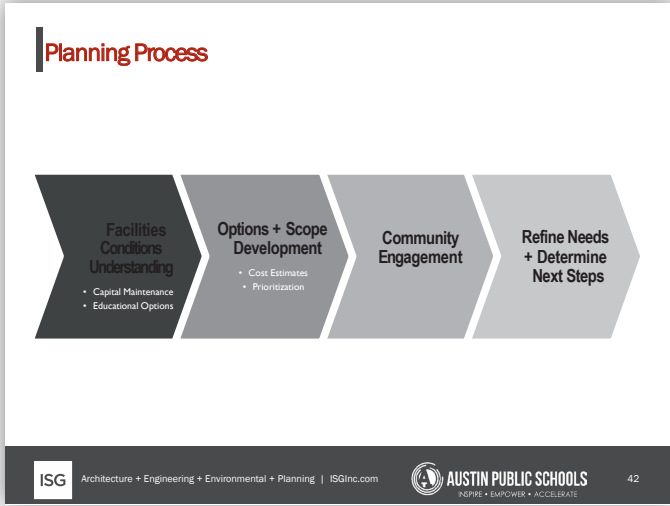 Planning Process
Facilities
Conditions
Understanding
• Capital Maintenance
• Educational Options
Options + Scope
Development
• Cost Estimates
• Prioritization
Community
Engagement
Refine Needs
+ Determine
Next Steps
ISG
Architecture + Engineering + Environmental + Planning | ISGInc.com
A
AUSTIN PUBLIC SCHOOLS
INSPIRE • EMPOWER • ACCELERATE
42